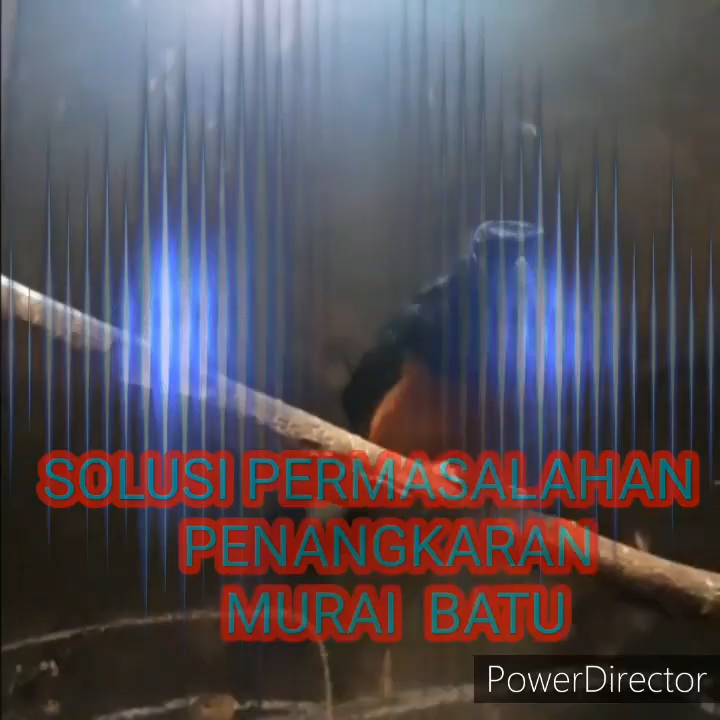 SOLUSI PERMASALAHAN
PENANGKARAN
MURAI BATU
PowerDirector